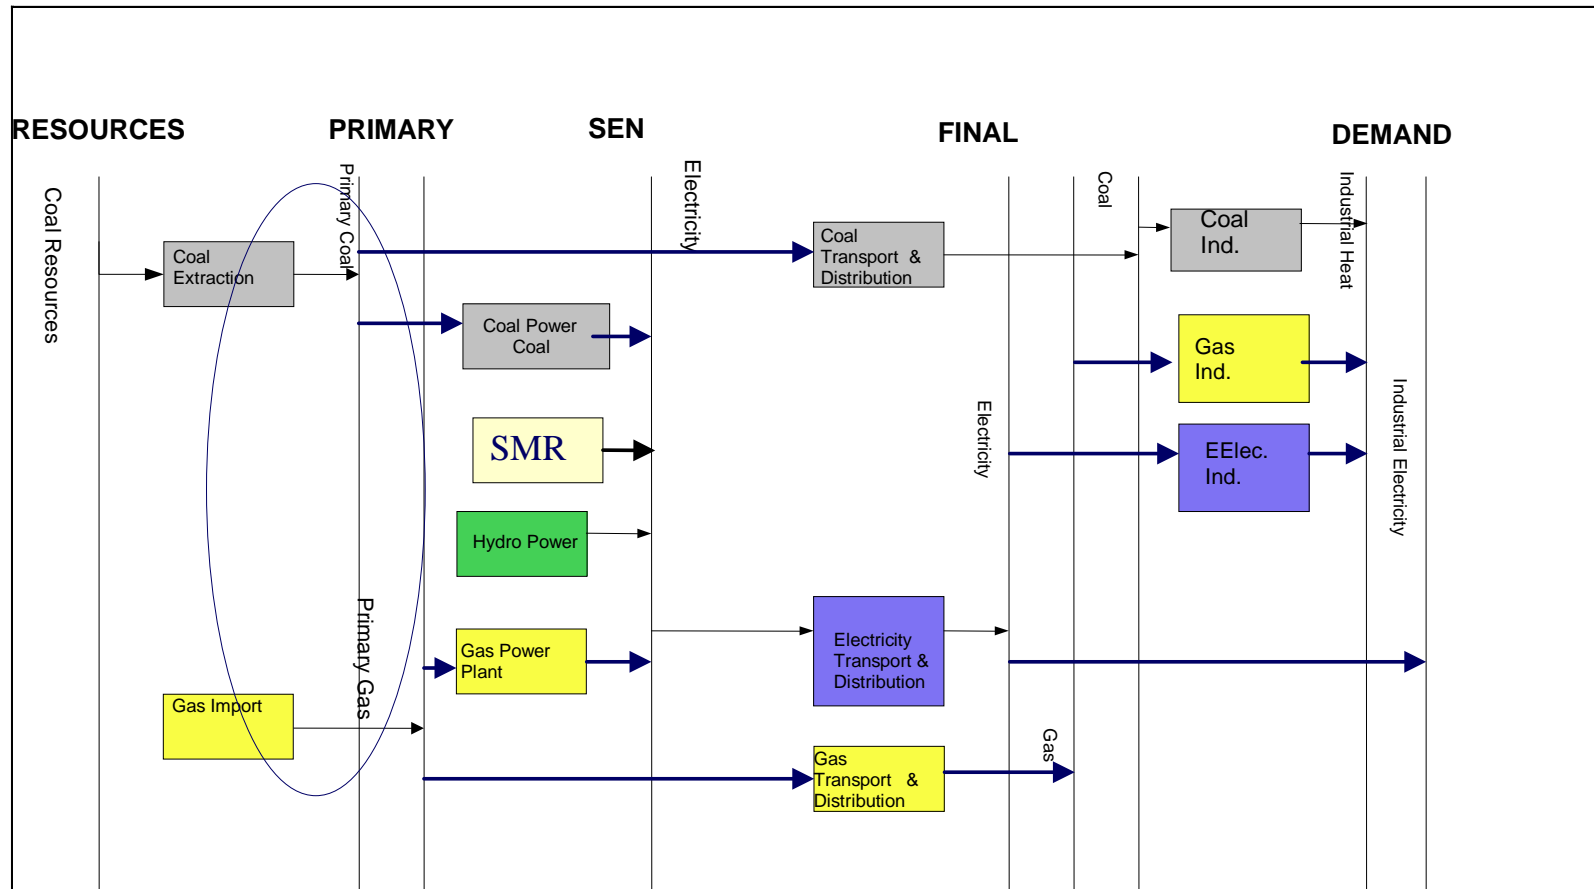 RESOURCES
PRIMARY
SEN
FINAL
DEMAND
Coal Resources
Primary Coal
Electricity
Coal
Industrial Heat
Coal
Extraction
Coal
Transport &
Distribution
Coal
Ind.
Coal Power
Coal
Gas
Ind.
SMR
Electricity
EElec.
Ind.
Industrial Electricity
Hydro Power
Primary Gas
Gas Power
Plant
Electricity
Transport &
Distribution
Gas Import
Gas
Gas
Transport &
Distribution